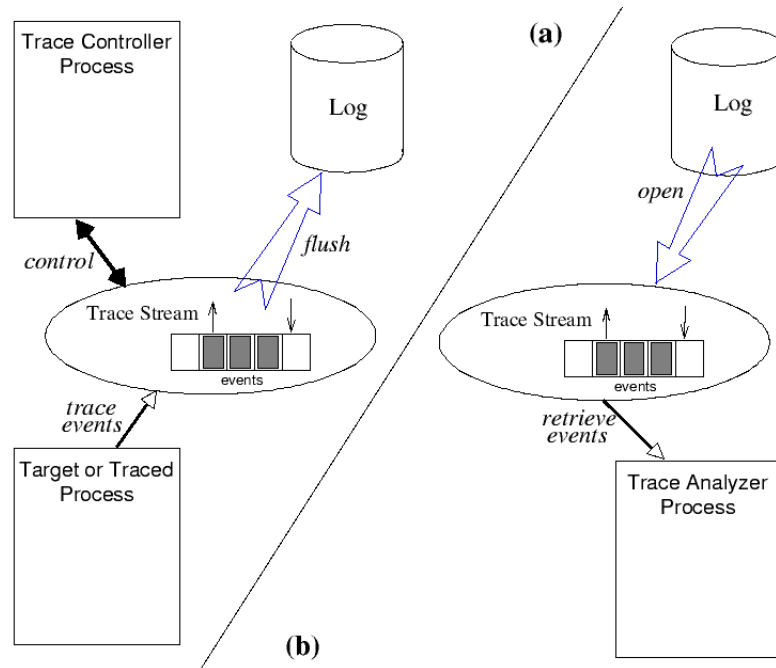 Trace Controller
Process
Log
(a)
Log
flush
open
control
Trace Stream
events
Trace Stream
events
trace
events
retrieve
events
Target or Traced
Process
Trace Analyzer
Process
(b)